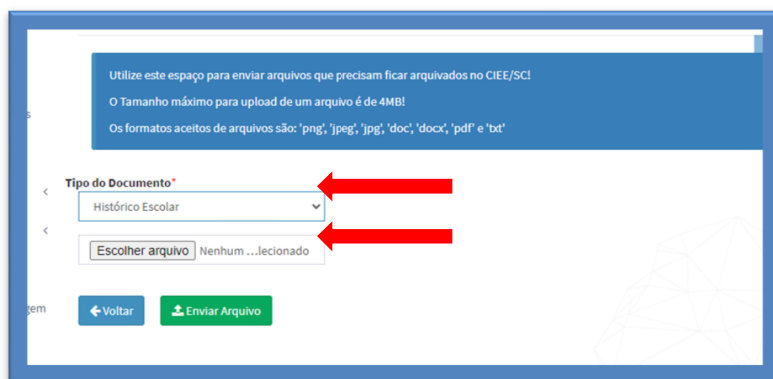 Utilize este espaço para enviar arquivos que precisam ficar arquivados no CIEE/SC!
O Tamanho máximo para upload de um arquivo é de 4MB!
Os formatos aceitos de arquivos são: 'png', 'jpeg', 'jpg', 'doc', 'docx', 'pdf' e 'txt'
Tipo do Documento*
Histórico Escolar
Escolher arquivo Nenhum ...lecionado
Voltar Enviar Arquivo